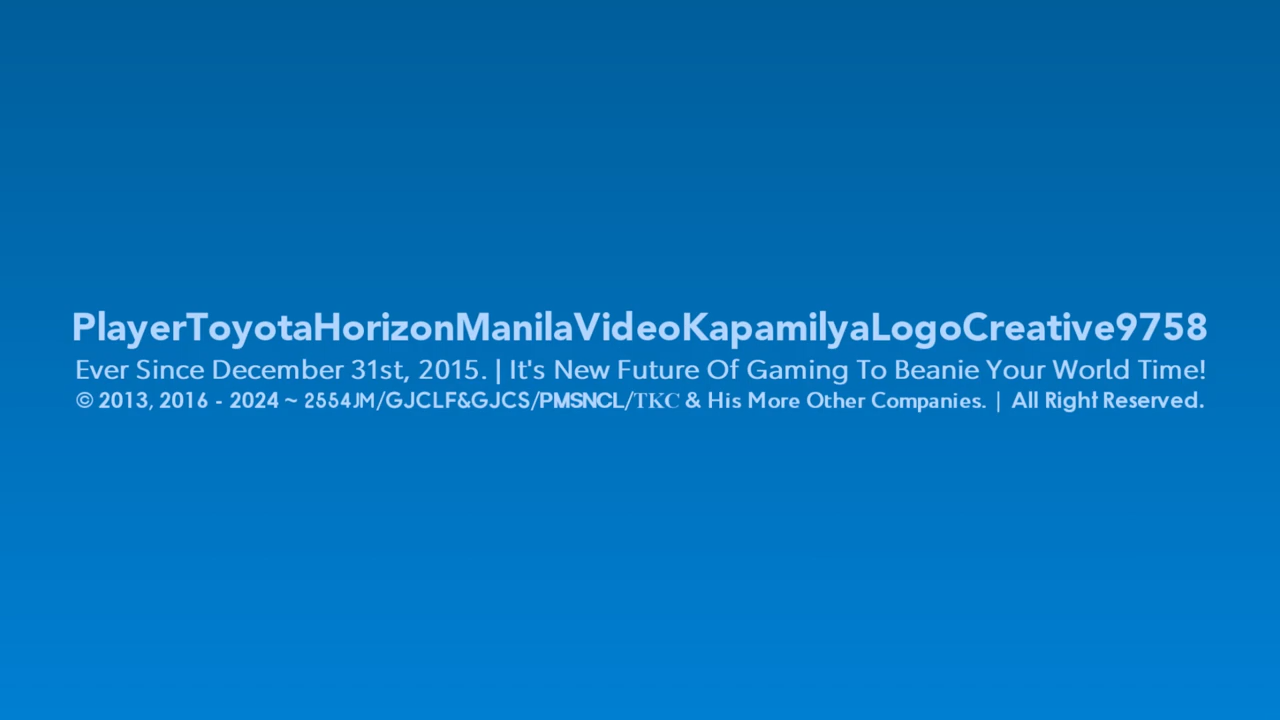 PlayerToyotaHorizonManilaVideoKapamilyaLogoCreative9758
Ever Since December 31st, 2015. | It's New Future Of Gaming To Beanie Your World Time!
© 2013, 2016 - 2024 ~ 2554JM/GJCLF&GJCS/PMSNCL/TKC & His More Other Companies. | All Right Reserved.